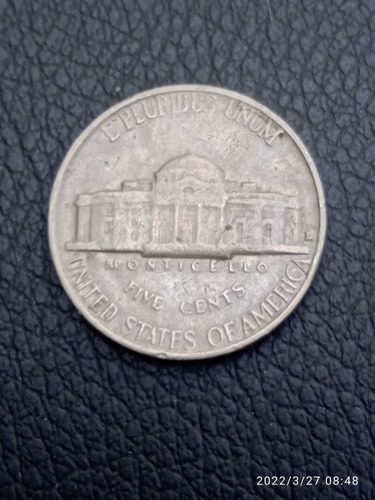 E PLURIBUS UNUM
D
MONTICELLO
FIVE CENTS
UNITED STATES OF AMERICA
2022/3/27 08:48